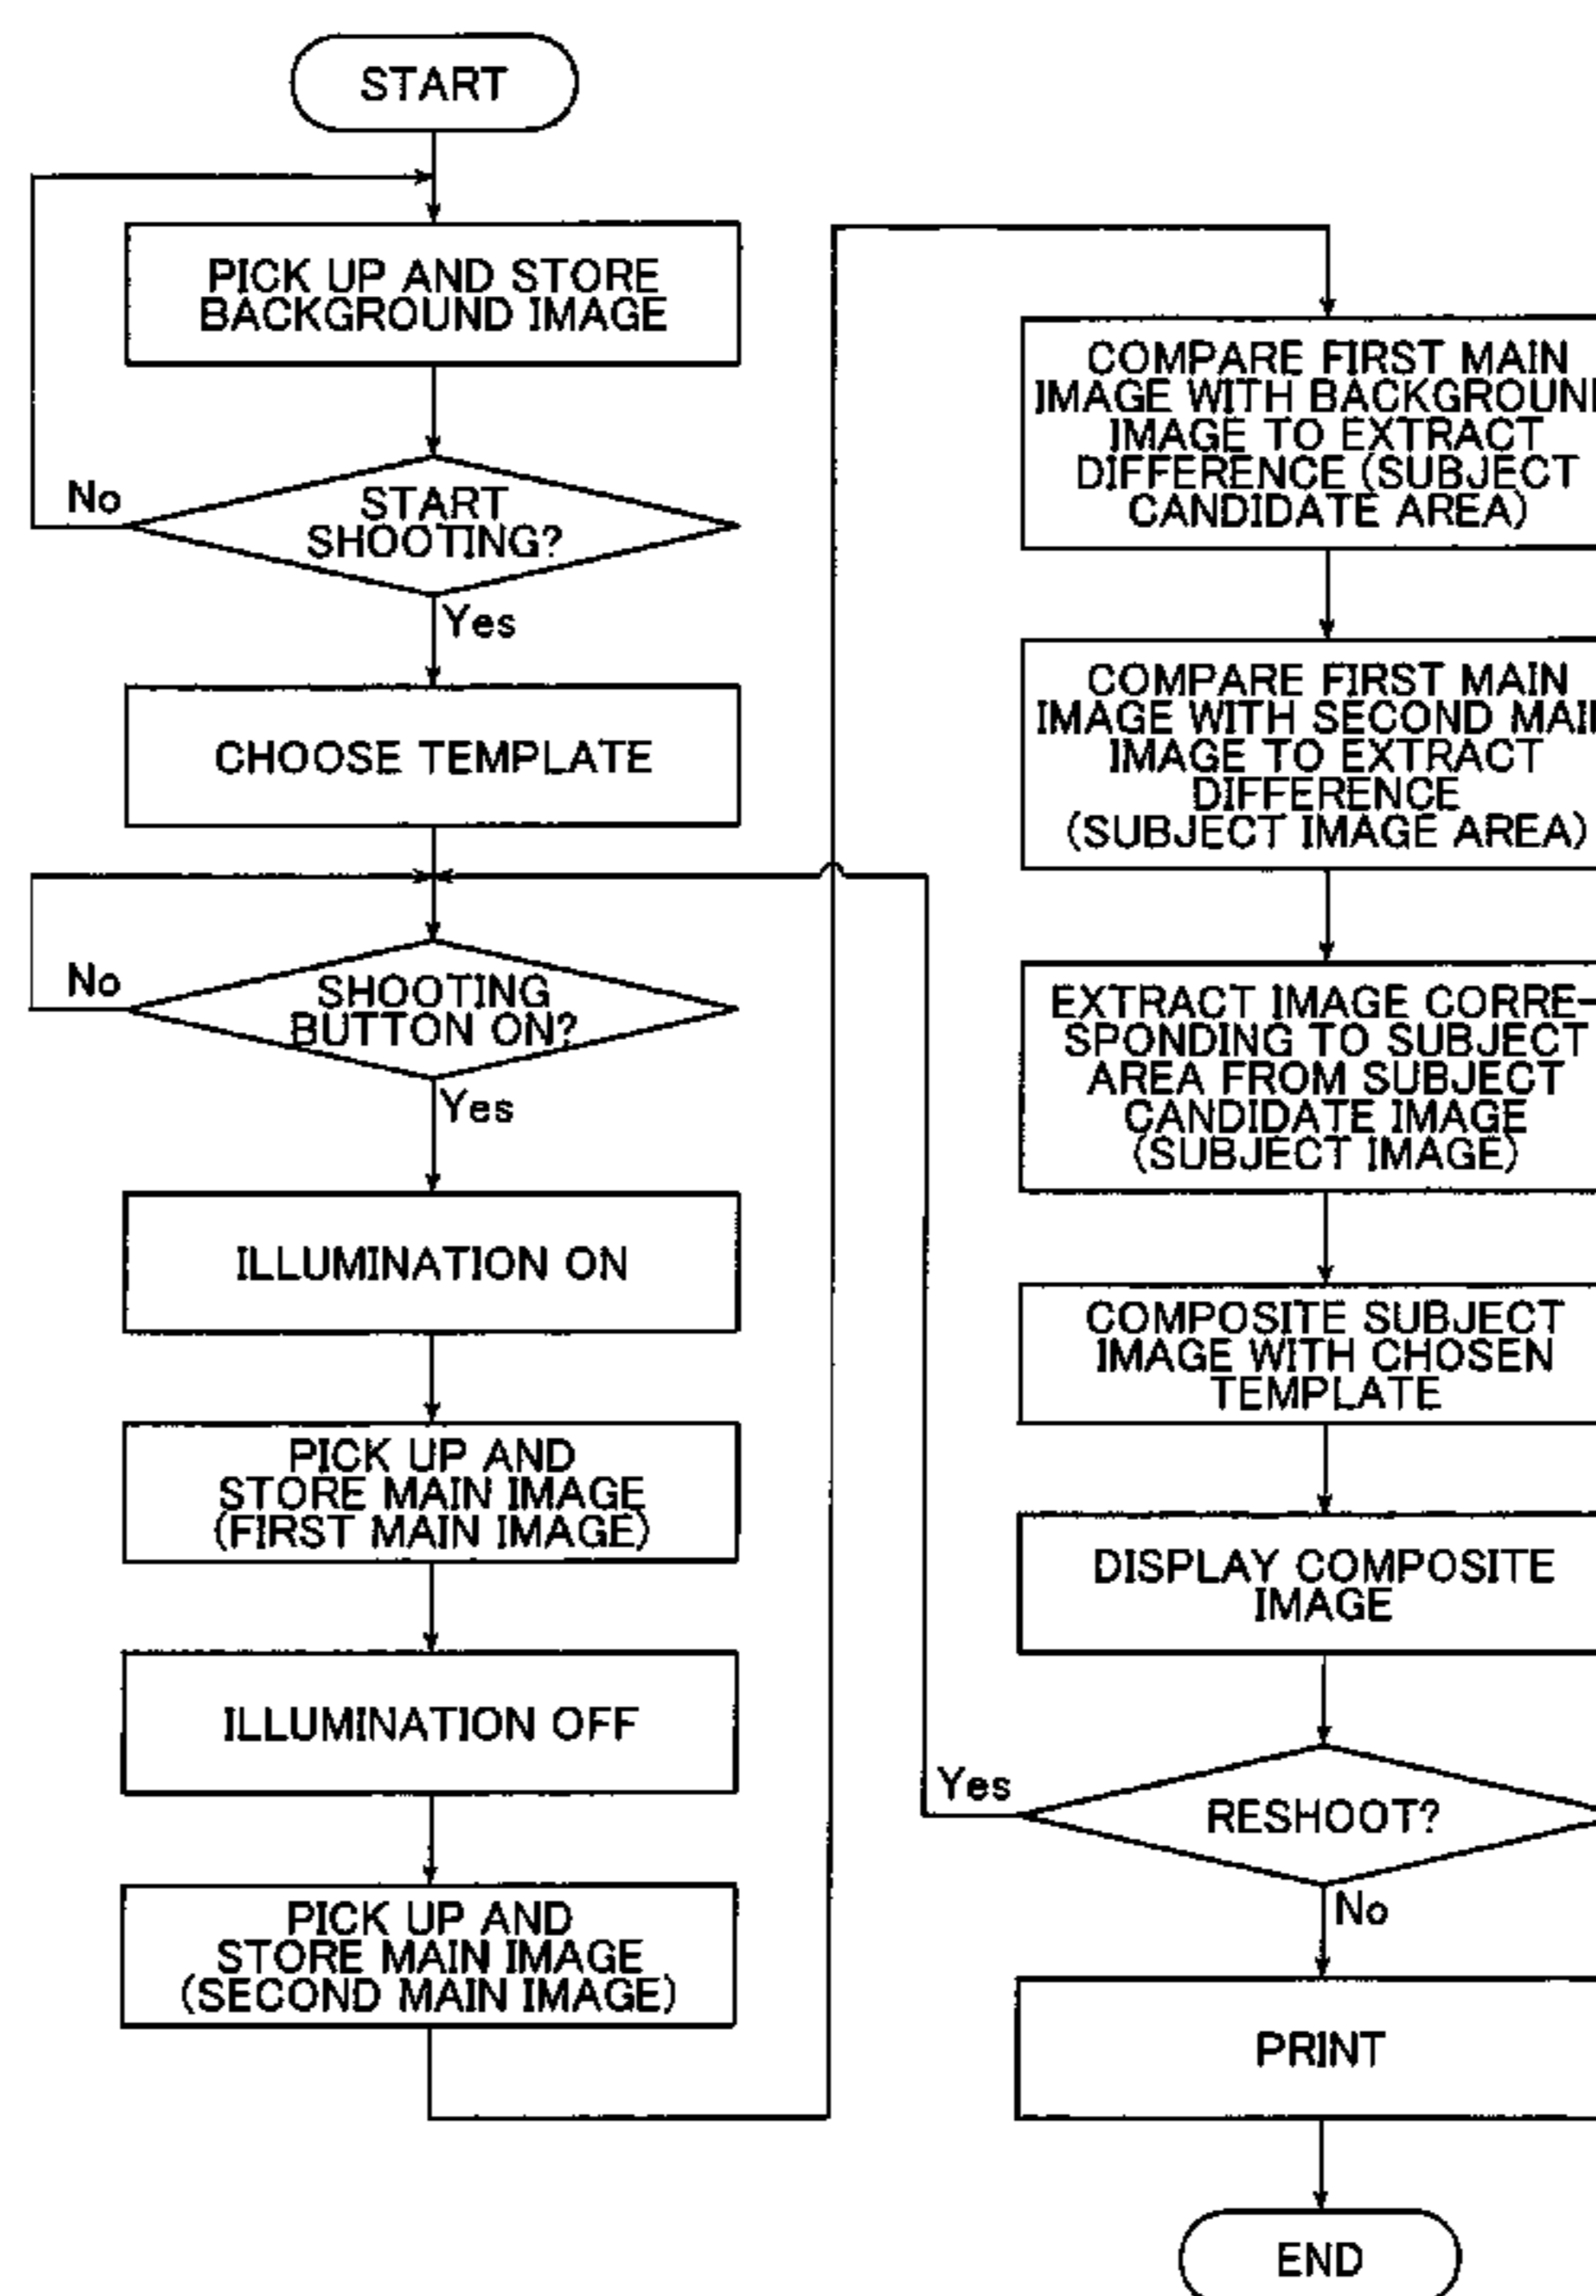 START
PICK UP AND STORE
BACKGROUND IMAGE
No
START
SHOOTING?
Yes
CHOOSE TEMPLATE
No
SHOOTING
BUTTON ON?
Yes
ILLUMINATION ON
PICK UP AND
STORE MAIN IMAGE
(FIRST MAIN IMAGE)
ILLUMINATION OFF
PICK UP AND
STORE MAIN IMAGE
(SECOND MAIN IMAGE)
COMPARE FIRST MAIN
IMAGE WITH
IMAGE TO EXTRACT
DIFFERENCE (SUBJECT
CANDIDATE AREA)
COMPARE FIRST MAIN
IMAGE WITH SECOND
IMAGE TO EXTRACT
DIFFERENCE
(SUBJECT IMAGE AREA)
EXTRACT IMAGE CORRE-
SPONDING TO SUBJECT
AREA FROM SUBJECT
CANDIDATE IMAGE
(SUBJECT IMAGE)
COMPOSITE SUBJECT
IMAGE WITH CHOSEN
TEMPLATE
DISPLAY COMPOSITE
IMAGE
Yes
RESHOOT?
No
PRINT
END